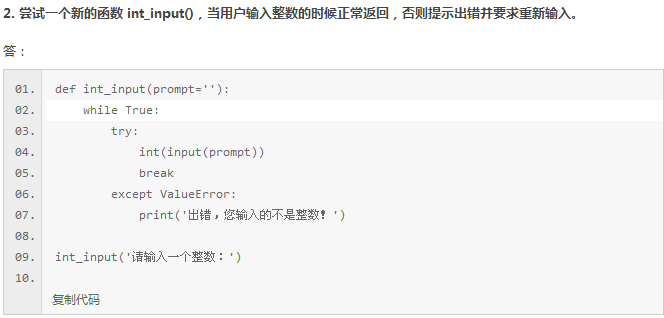 2. 尝试一个新的函数 int_input()，当用户输入整数的时候正常返回，否则提示出错并要求重新输入。
答：
01. def int_input(prompt=''):
02.     while True:
03.         try:
04.             int(input(prompt))
05.             break
06.         except ValueError:
07.             print('出错，您输入的不是整数！')
08.
09. int_input('请输入一个整数：')
10.
复制代码